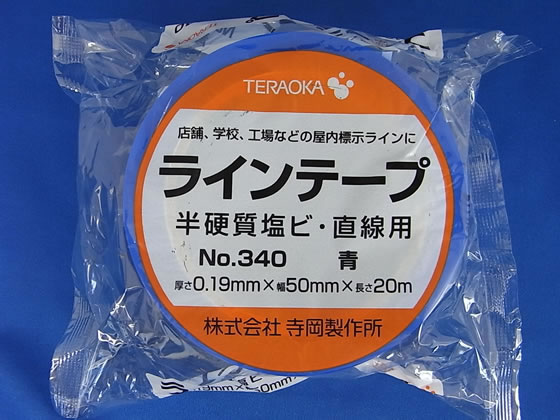 TERAOKA
店舗、学校、工場などの屋内標示ラインに
ラインテープ
半硬質塩ビ・直線用
No.340 青
厚さ0.19mm×幅50mm×長さ20m
株式会社 寺岡製作所